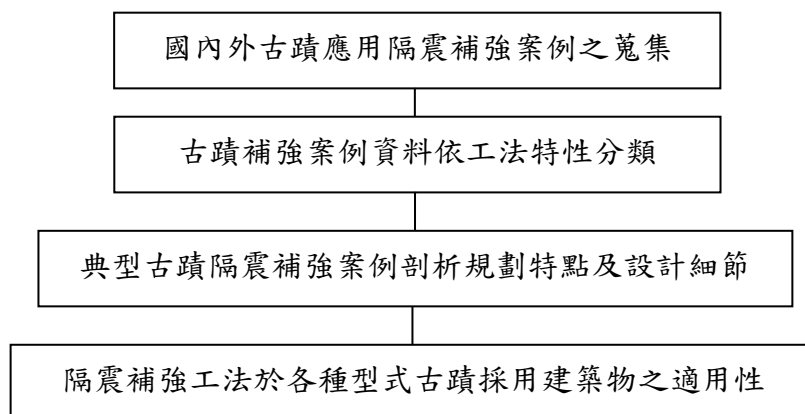 國內外古蹟應用隔震補強案例之蒐集
古蹟補強案例資料依工法特性分類
典型古蹟隔震補強案例剖析規劃特點及設計細節
隔震補強工法於各種型式古蹟採用建築物之適用性